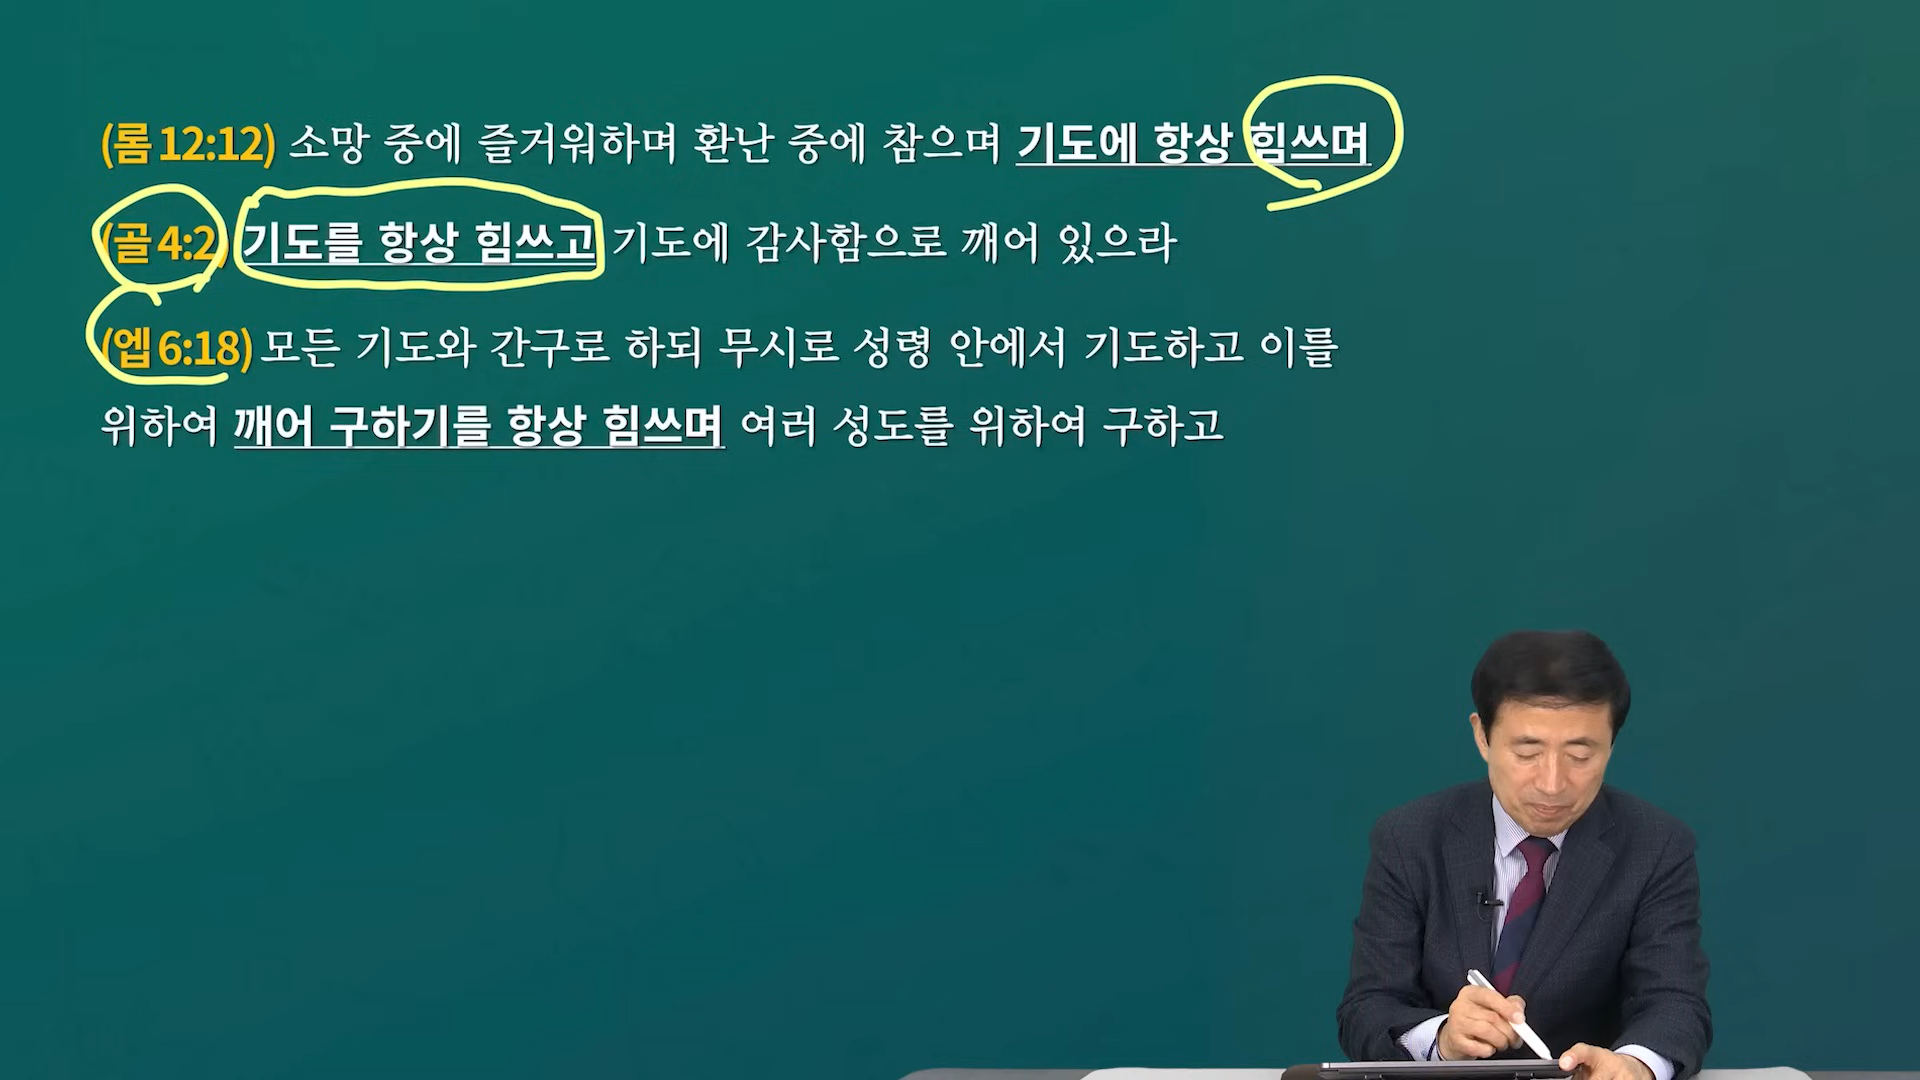 (롬 12:12) 소망 중에 즐거워하며 환난 중에 참으며 기도에 항상 힘쓰며
(골 4:2) 기도를 항상 힘쓰고 기도에 감사함으로 깨어 있으라
(엡 6:18) 모든 기도와 간구로 하되 무시로 성령 안에서 기도하고 이를
위하여 깨어 구하기를 항상 힘쓰며 여러 성도를 위하여 구하고